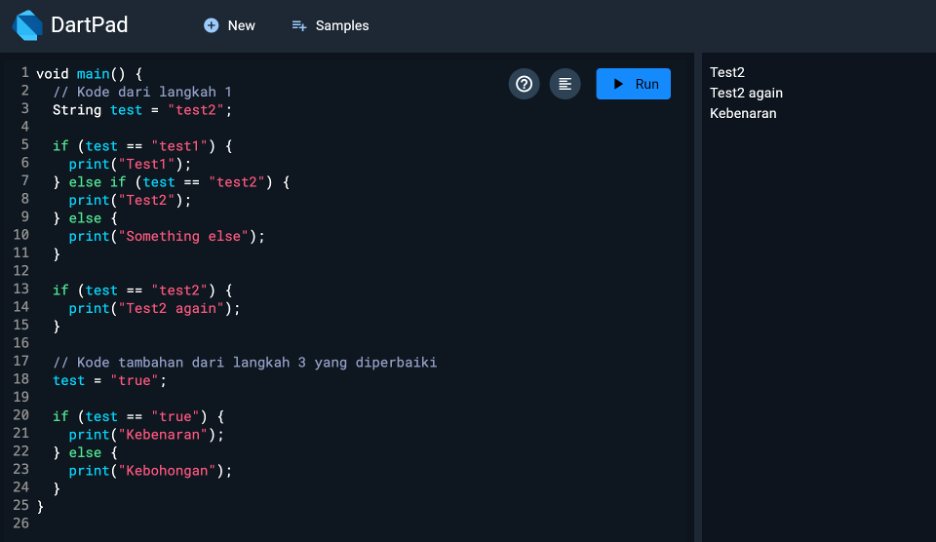 DartPad
New
Samples
Run
1 void main() {
2   // Kode dari langkah 1
3   String test = "test2";
4
5   if (test == "test1") {
6     print("Test1");
7   } else if (test == "test2") {
8     print("Test2");
9   } else {
10     print("Something else");
11   }
12
13   if (test == "test2") {
14     print("Test2 again");
15   }
16
17   // Kode tambahan dari langkah 3 yang diperbaiki
18   test = "true";
19
20   if (test == "true") {
21     print("Kebenaran");
22   } else {
23     print("Kebohongan");
24   }
25 }
26
Test2
Test2 again
Kebenaran